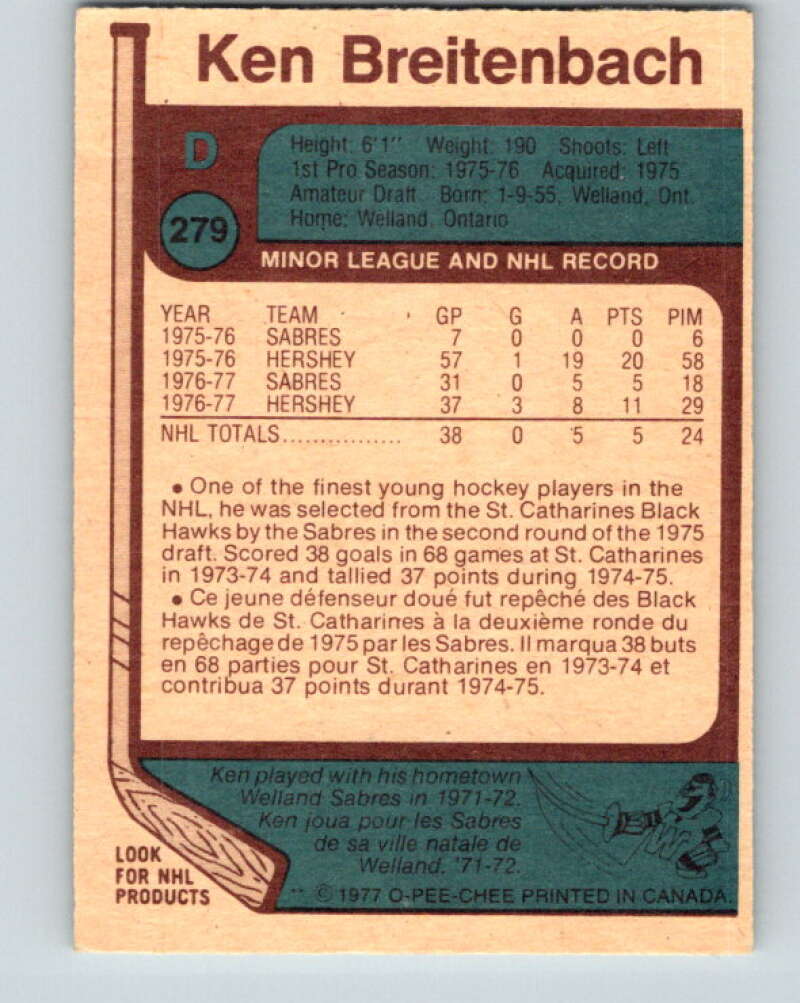 Ken Breitenbach
D
Height: 6'1" Weight: 190 Shoots: Left
1st Pro Season: 1975-76 Acquired: 1975
Amateur Draft Born: 1-9-55, Welland, Ont.
Home: Welland, Ontario
279
MINOR LEAGUE AND NHL RECORD
YEAR TEAM GP G A PTS PIM
1975-76 SABRES 7 0 0 0 6
1975-76 HERSHEY 57 1 19 20 58
1976-77 SABRES 31 0 5 5 18
1976-77 HERSHEY 37 3 8 11 29
NHL TOTALS................ 38 0 5 5 24
• One of the finest young hockey players in the
NHL, he was selected from the St. Catharines Black
Hawks by the Sabres in the second round of the 1975
draft. Scored 38 goals in 68 games at St. Catharines
in 1973-74 and tallied 37 points during 1974-75.
• Ce jeune défenseur doué fut repêché des Black
Hawks de St. Catharines à la deuxième ronde du
repêchage de 1975 par les Sabres. Il marqua 38 buts
en 68 parties pour St. Catharines en 1973-74 et
contribua 37 points durant 1974-75.
Ken played with his hometown
Welland Sabres in 1971-72.
Ken joua pour les Sabres
de sa ville natale de
Welland. '71-72.
LOOK
FOR NHL
PRODUCTS
** © 1977 O-PEE-CHEE PRINTED IN CANADA.